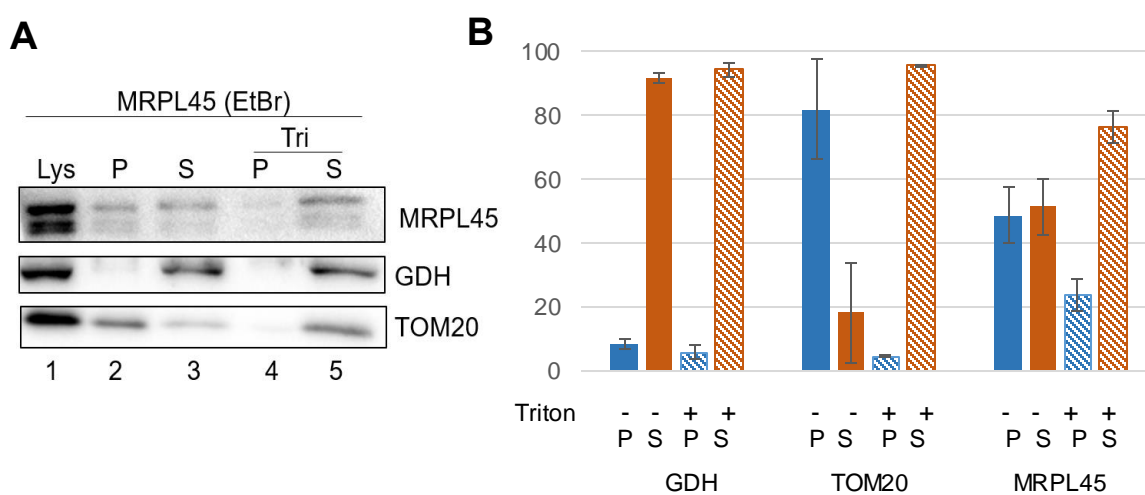 A
MRPL45 (EtBr)
Tri
Lys P S P S
MRPL45
GDH
TOM20
1 2 3 4 5
B
100
80
60
40
20
0
Triton - - + + - - + + - - + +
P S P S P S P S P S P S
GDH TOM20 MRPL45